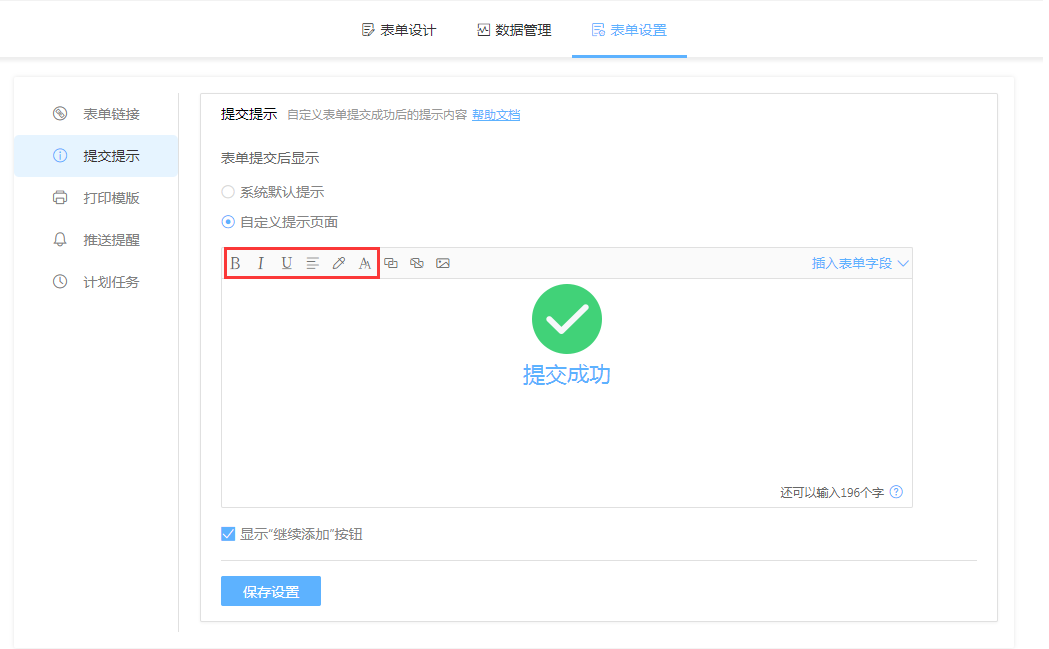 表单设计 数据管理 表单设置
表单链接
提交提示
打印模版
推送提醒
计划任务
提交提示 自定义表单提交成功后的提示内容 帮助文档
表单提交后显示
系统默认提示
自定义提示页面
B I U A 插入表单字段
提交成功
还可以输入196个字 ?
显示“继续添加”按钮
保存设置